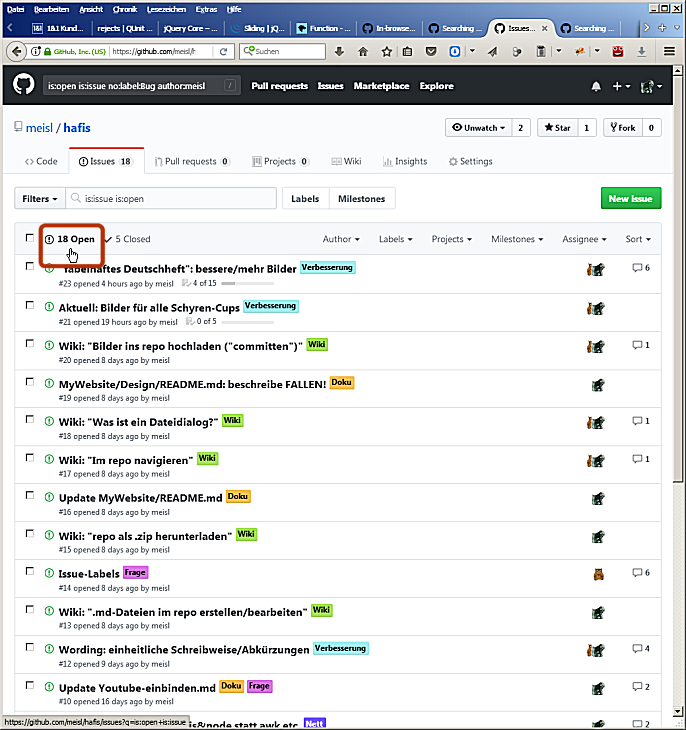 Datei Bearbeiten Ansicht Chronik Lesezeichen Extras Hilfe
1&1 Kund... rejects | QUnit jQuery Core – ... Sliding | jQ... Function - ... In-browse... Searching ... Issues... Searching ...
GitHub, Inc. (US) https://github.com/meisl/h Suchen
is:open is:issue no:label:Bug author:meisl / Pull requests Issues Marketplace Explore
meisl / hafis Unwatch 2 Star 1 Fork 0
Code Issues 18 Pull requests 0 Projects 0 Wiki Insights Settings
Filters is:issue is:open Labels Milestones New issue
18 Open 5 Closed Author Labels Projects Milestones Assignee Sort
"fabelhaftes Deutschheft": bessere/mehr Bilder Verbesserung 6
#23 opened 4 hours ago by meisl 4 of 15
Aktuell: Bilder für alle Schyren-Cups Verbesserung
#21 opened 19 hours ago by meisl 0 of 5
Wiki: "Bilder ins repo hochladen ("committen")" Wiki 1
#20 opened 8 days ago by meisl
MyWebsite/Design/README.md: beschreibe FALLEN! Doku
#19 opened 8 days ago by meisl
Wiki: "Was ist ein Dateidialog?" Wiki 1
#18 opened 8 days ago by meisl
Wiki: "Im repo navigieren" Wiki 1
#17 opened 8 days ago by meisl
Update MyWebsite/README.md Doku
#16 opened 8 days ago by meisl
Wiki: "repo als .zip herunterladen" Wiki
#15 opened 8 days ago by meisl
Issue-Labels Frage 6
#14 opened 8 days ago by meisl
Wiki: ".md-Dateien im repo erstellen/bearbeiten" Wiki
#13 opened 8 days ago by meisl
Wording: einheitliche Schreibweise/Abkürzungen Verbesserung 4
#12 opened 9 days ago by meisl
Update Youtube-einbinden.md Doku Frage 2
#10 opened 16 days ago by meisl
https://github.com/meisl/hafis/issues?q=is:open+is:issue
node statt awk etc. Nett 2